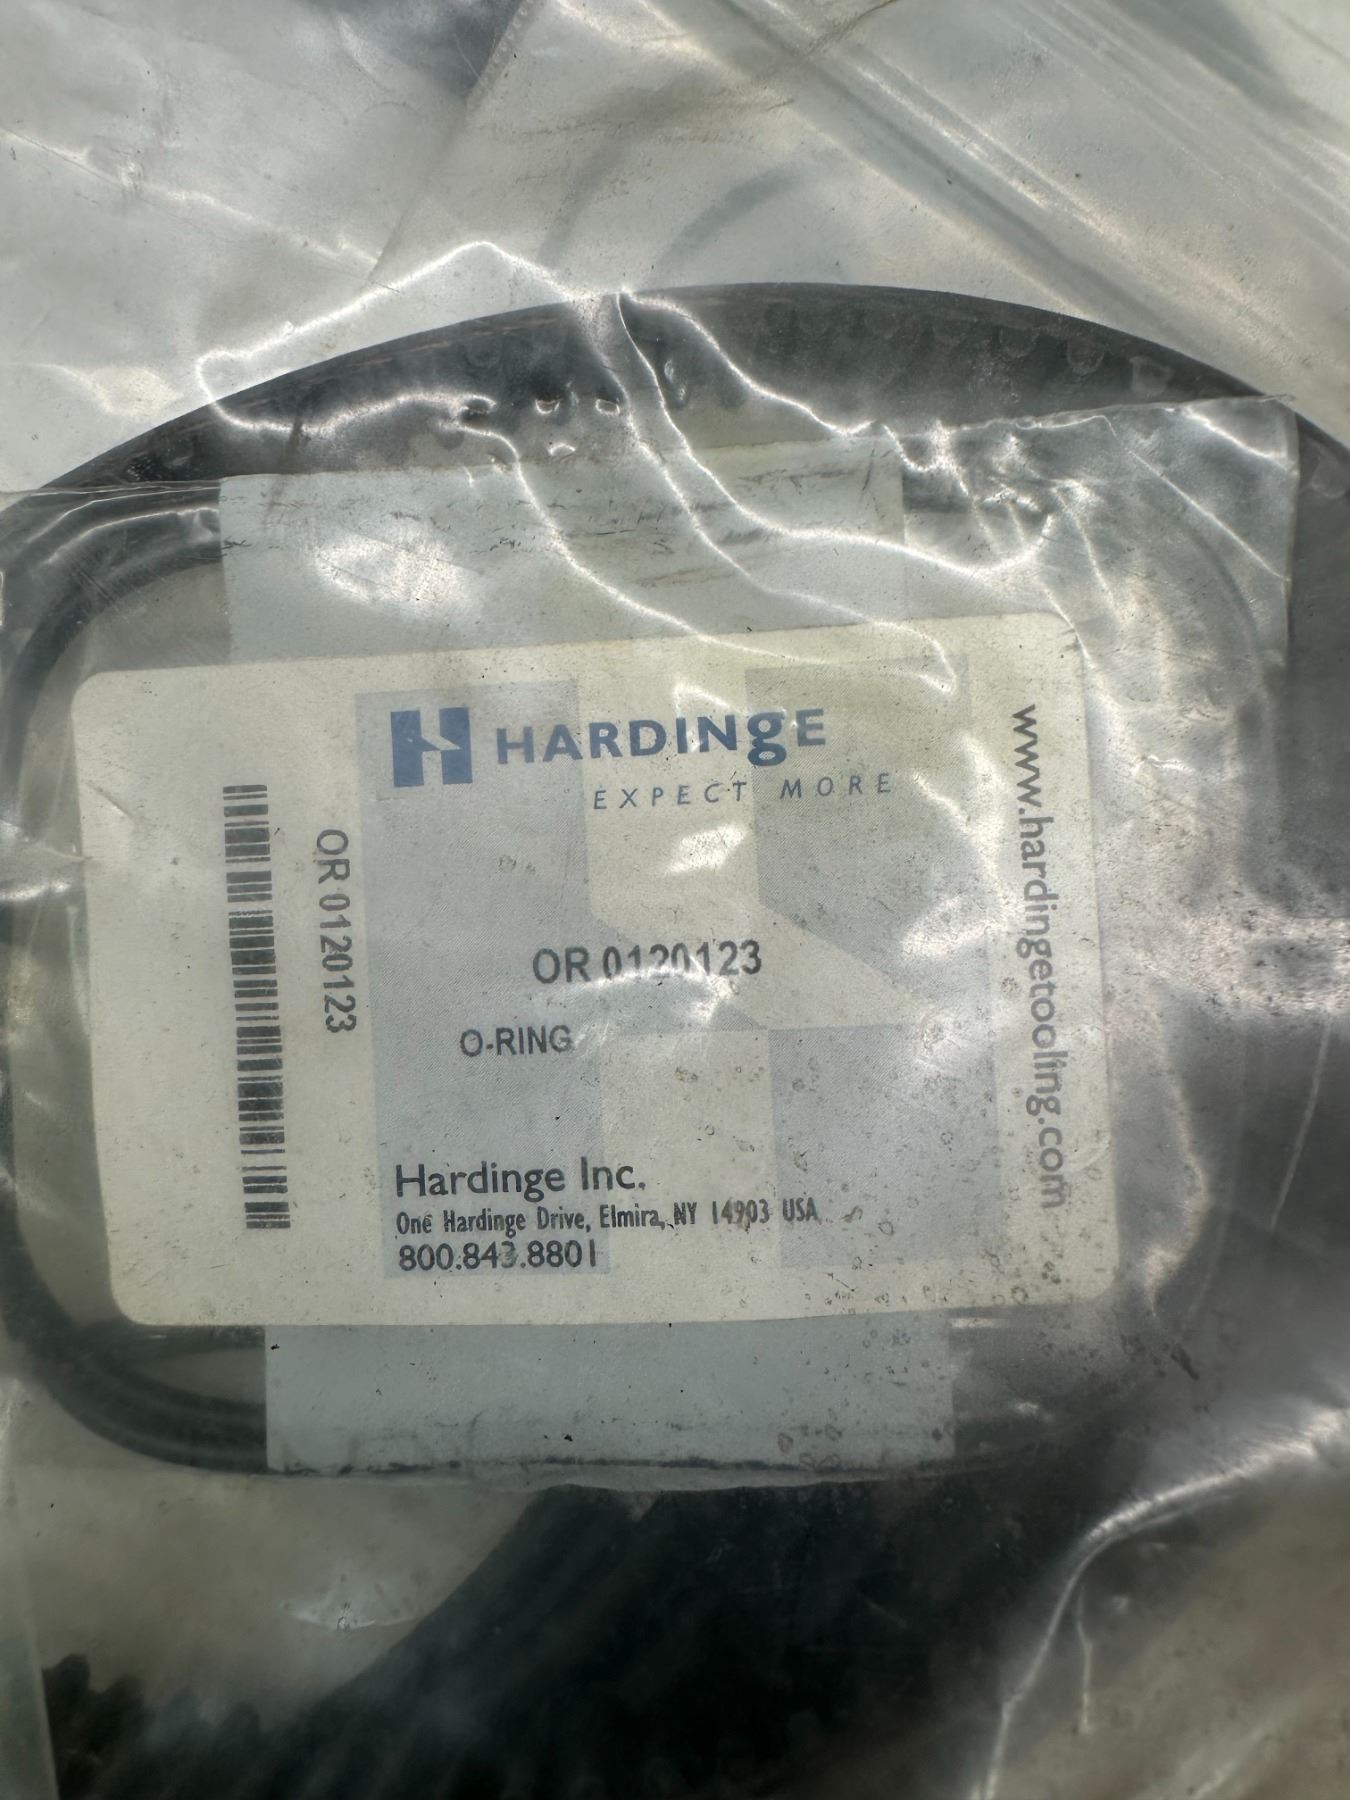 HARDINgE
EXPECT MORE
OR 0120123
OR 0120123
O-RING
Hardinge Inc.
One Hardinge Drive, Elmira, NY 14903 USA
800.843.8801
www.hardingetooling.com